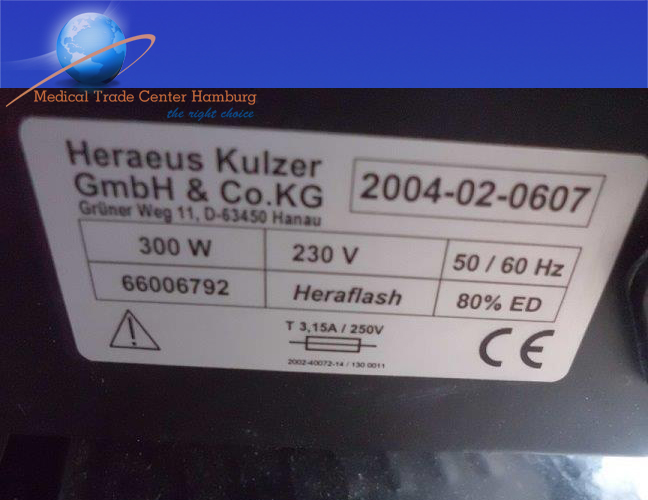 Medical Trade Center Hamburg
the right choice
Heraeus Kulzer
GmbH & Co.KG
Grüner Weg 11, D-63450 Hanau
2004-02-0607
300 W 230 V 50 / 60 Hz
66006792 Heraflash 80% ED
T 3,15A / 250V
2002-40072-14 / 130 0011
CE